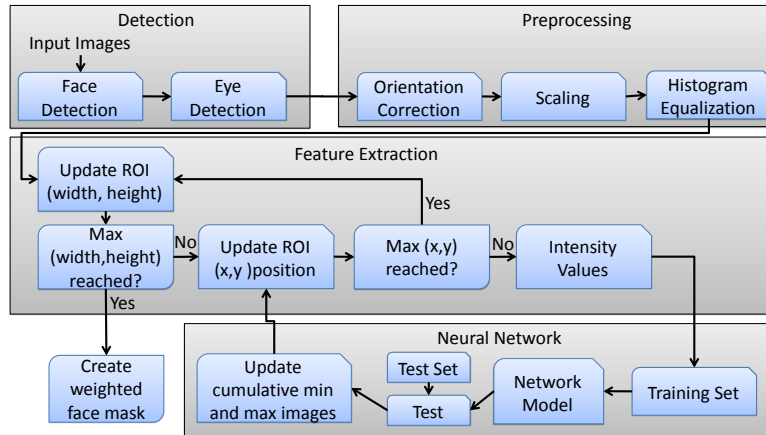 Detection
Input Images
Face
Detection
Eye
Detection
Preprocessing
Orientation
Correction
Scaling
Histogram
Equalization
Feature Extraction
Update ROI
(width, height)
Max
(width,height)
reached?
No
Yes
Update ROI
(x,y )position
Max (x,y)
reached?
Yes
No
Intensity
Values
Create
weighted
face mask
Neural Network
Update
cumulative min
and max images
Test Set
Test
Network
Model
Training Set